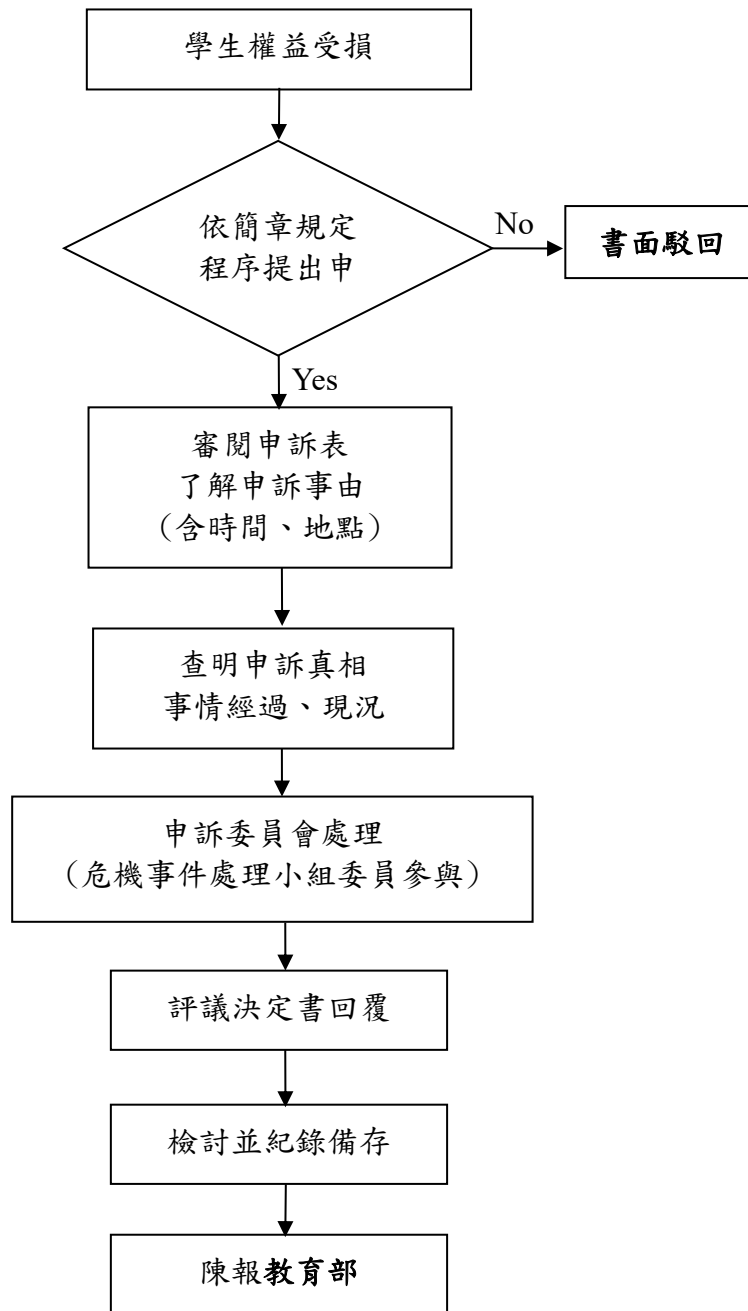 學生權益受損
依簡章規定
程序提出申
No
書面駁回
Yes
審閱申訴表
了解申訴事由
（含時間、地點）
查明申訴真相
事情經過、現況
申訴委員會處理
（危機事件處理小組委員參與）
評議決定書回覆
檢討並紀錄備存
陳報教育部